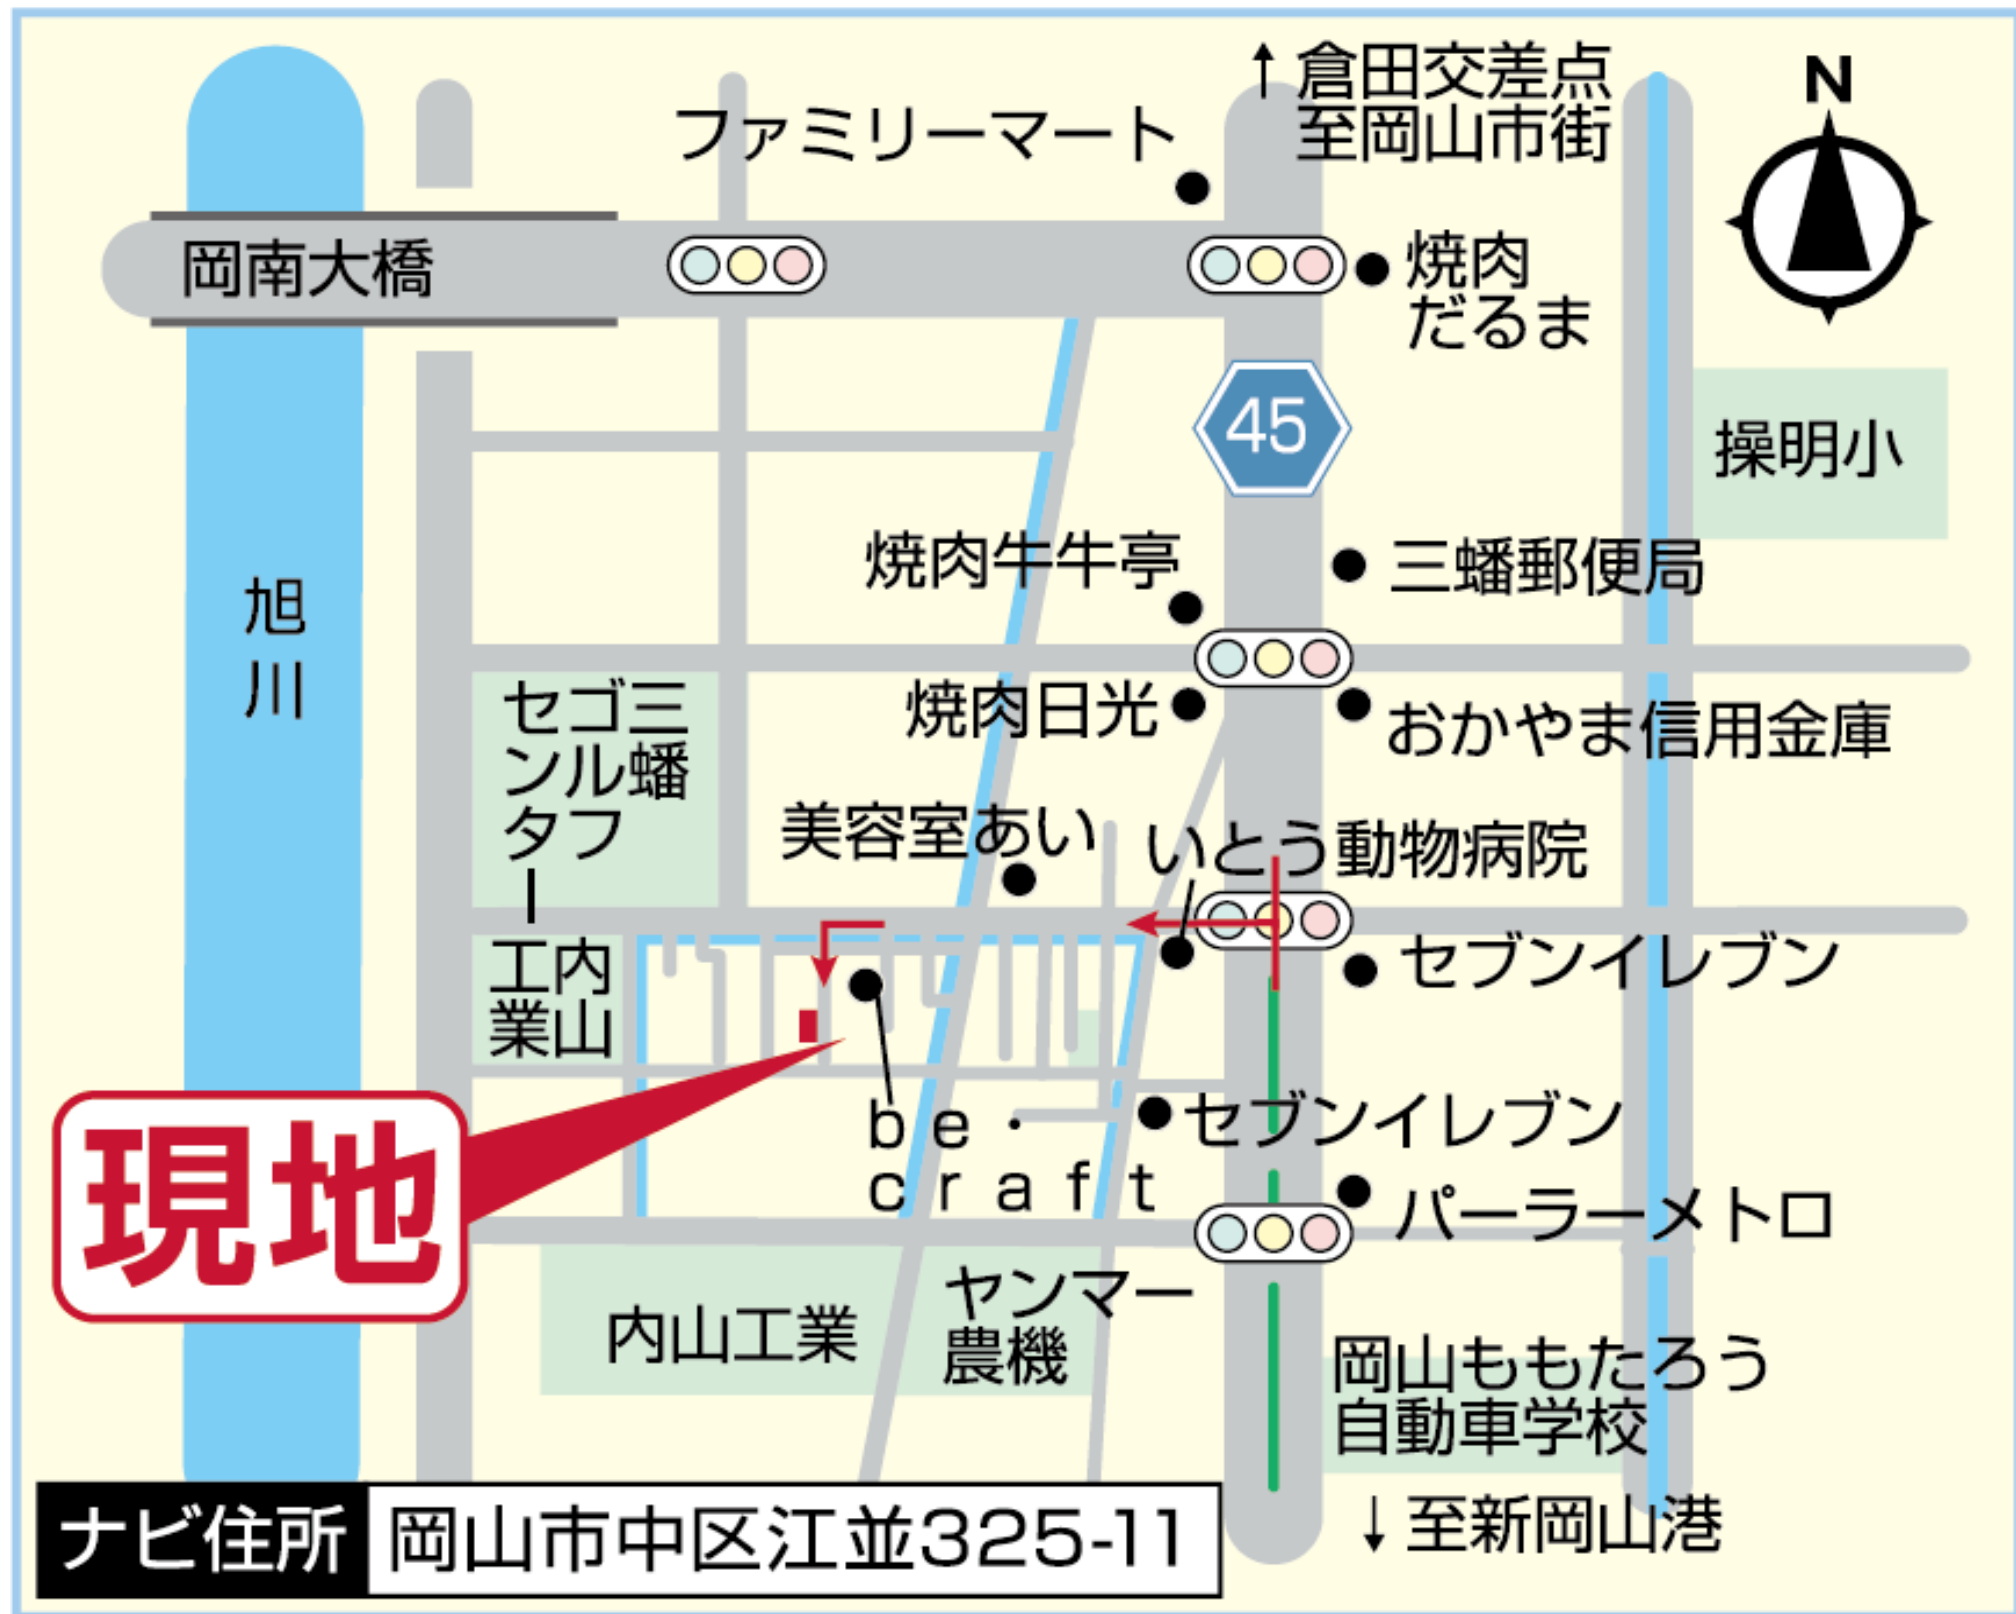 ↑倉田交差点
至岡山市街
N
ファミリーマート
岡南大橋
焼肉
だるま
45
操明小
焼肉牛牛亭
三蟠郵便局
旭川
三蟠
ゴルフ
センター
焼肉日光
おかやま信用金庫
美容室あい
いとう動物病院
内山
工業
セブンイレブン
be・
craft
セブンイレブン
現地
パーラーメトロ
内山工業
ヤンマー
農機
岡山ももたろう
自動車学校
↓至新岡山港
ナビ住所 岡山市中区江並325-11